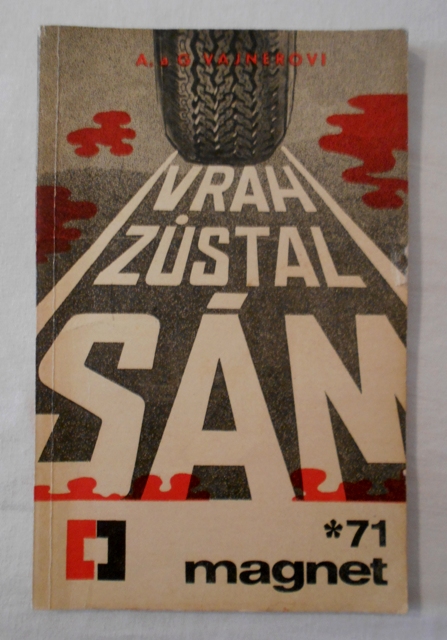 A. a G. VAJNEROVI
VRAH
ZŮSTAL
SÁM
*71
magnet